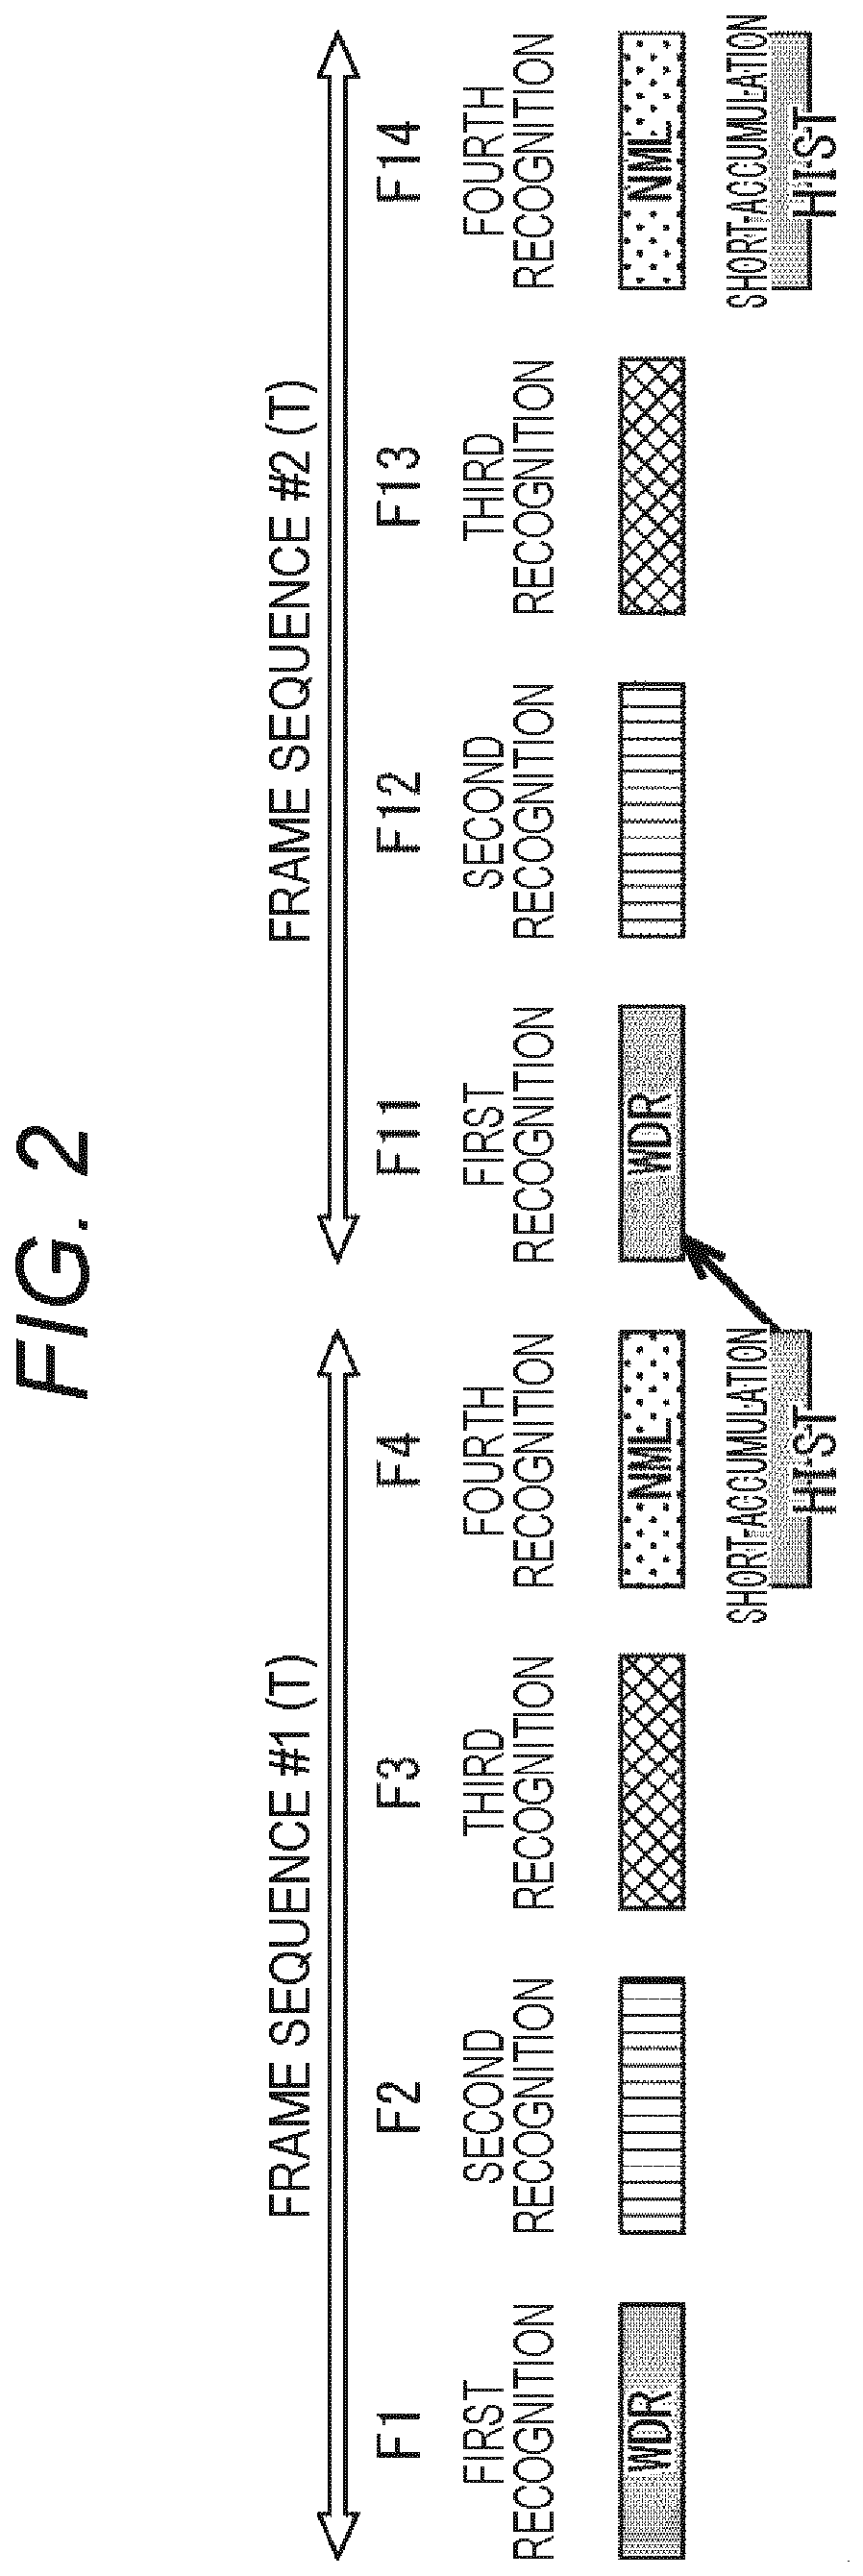 FIG. 2
FRAME SEQUENCE #1 (T)
FRAME SEQUENCE #2 (T)
F1
F2
F3
F4
F11
F12
F13
F14
FIRST
RECOGNITION
SECOND
RECOGNITION
THIRD
RECOGNITION
FOURTH
RECOGNITION
FIRST
RECOGNITION
SECOND
RECOGNITION
THIRD
RECOGNITION
FOURTH
RECOGNITION
WDR
NML
WDR
NML
SHORT-ACCUMULATION
HIST
SHORT-ACCUMULATION
HIST